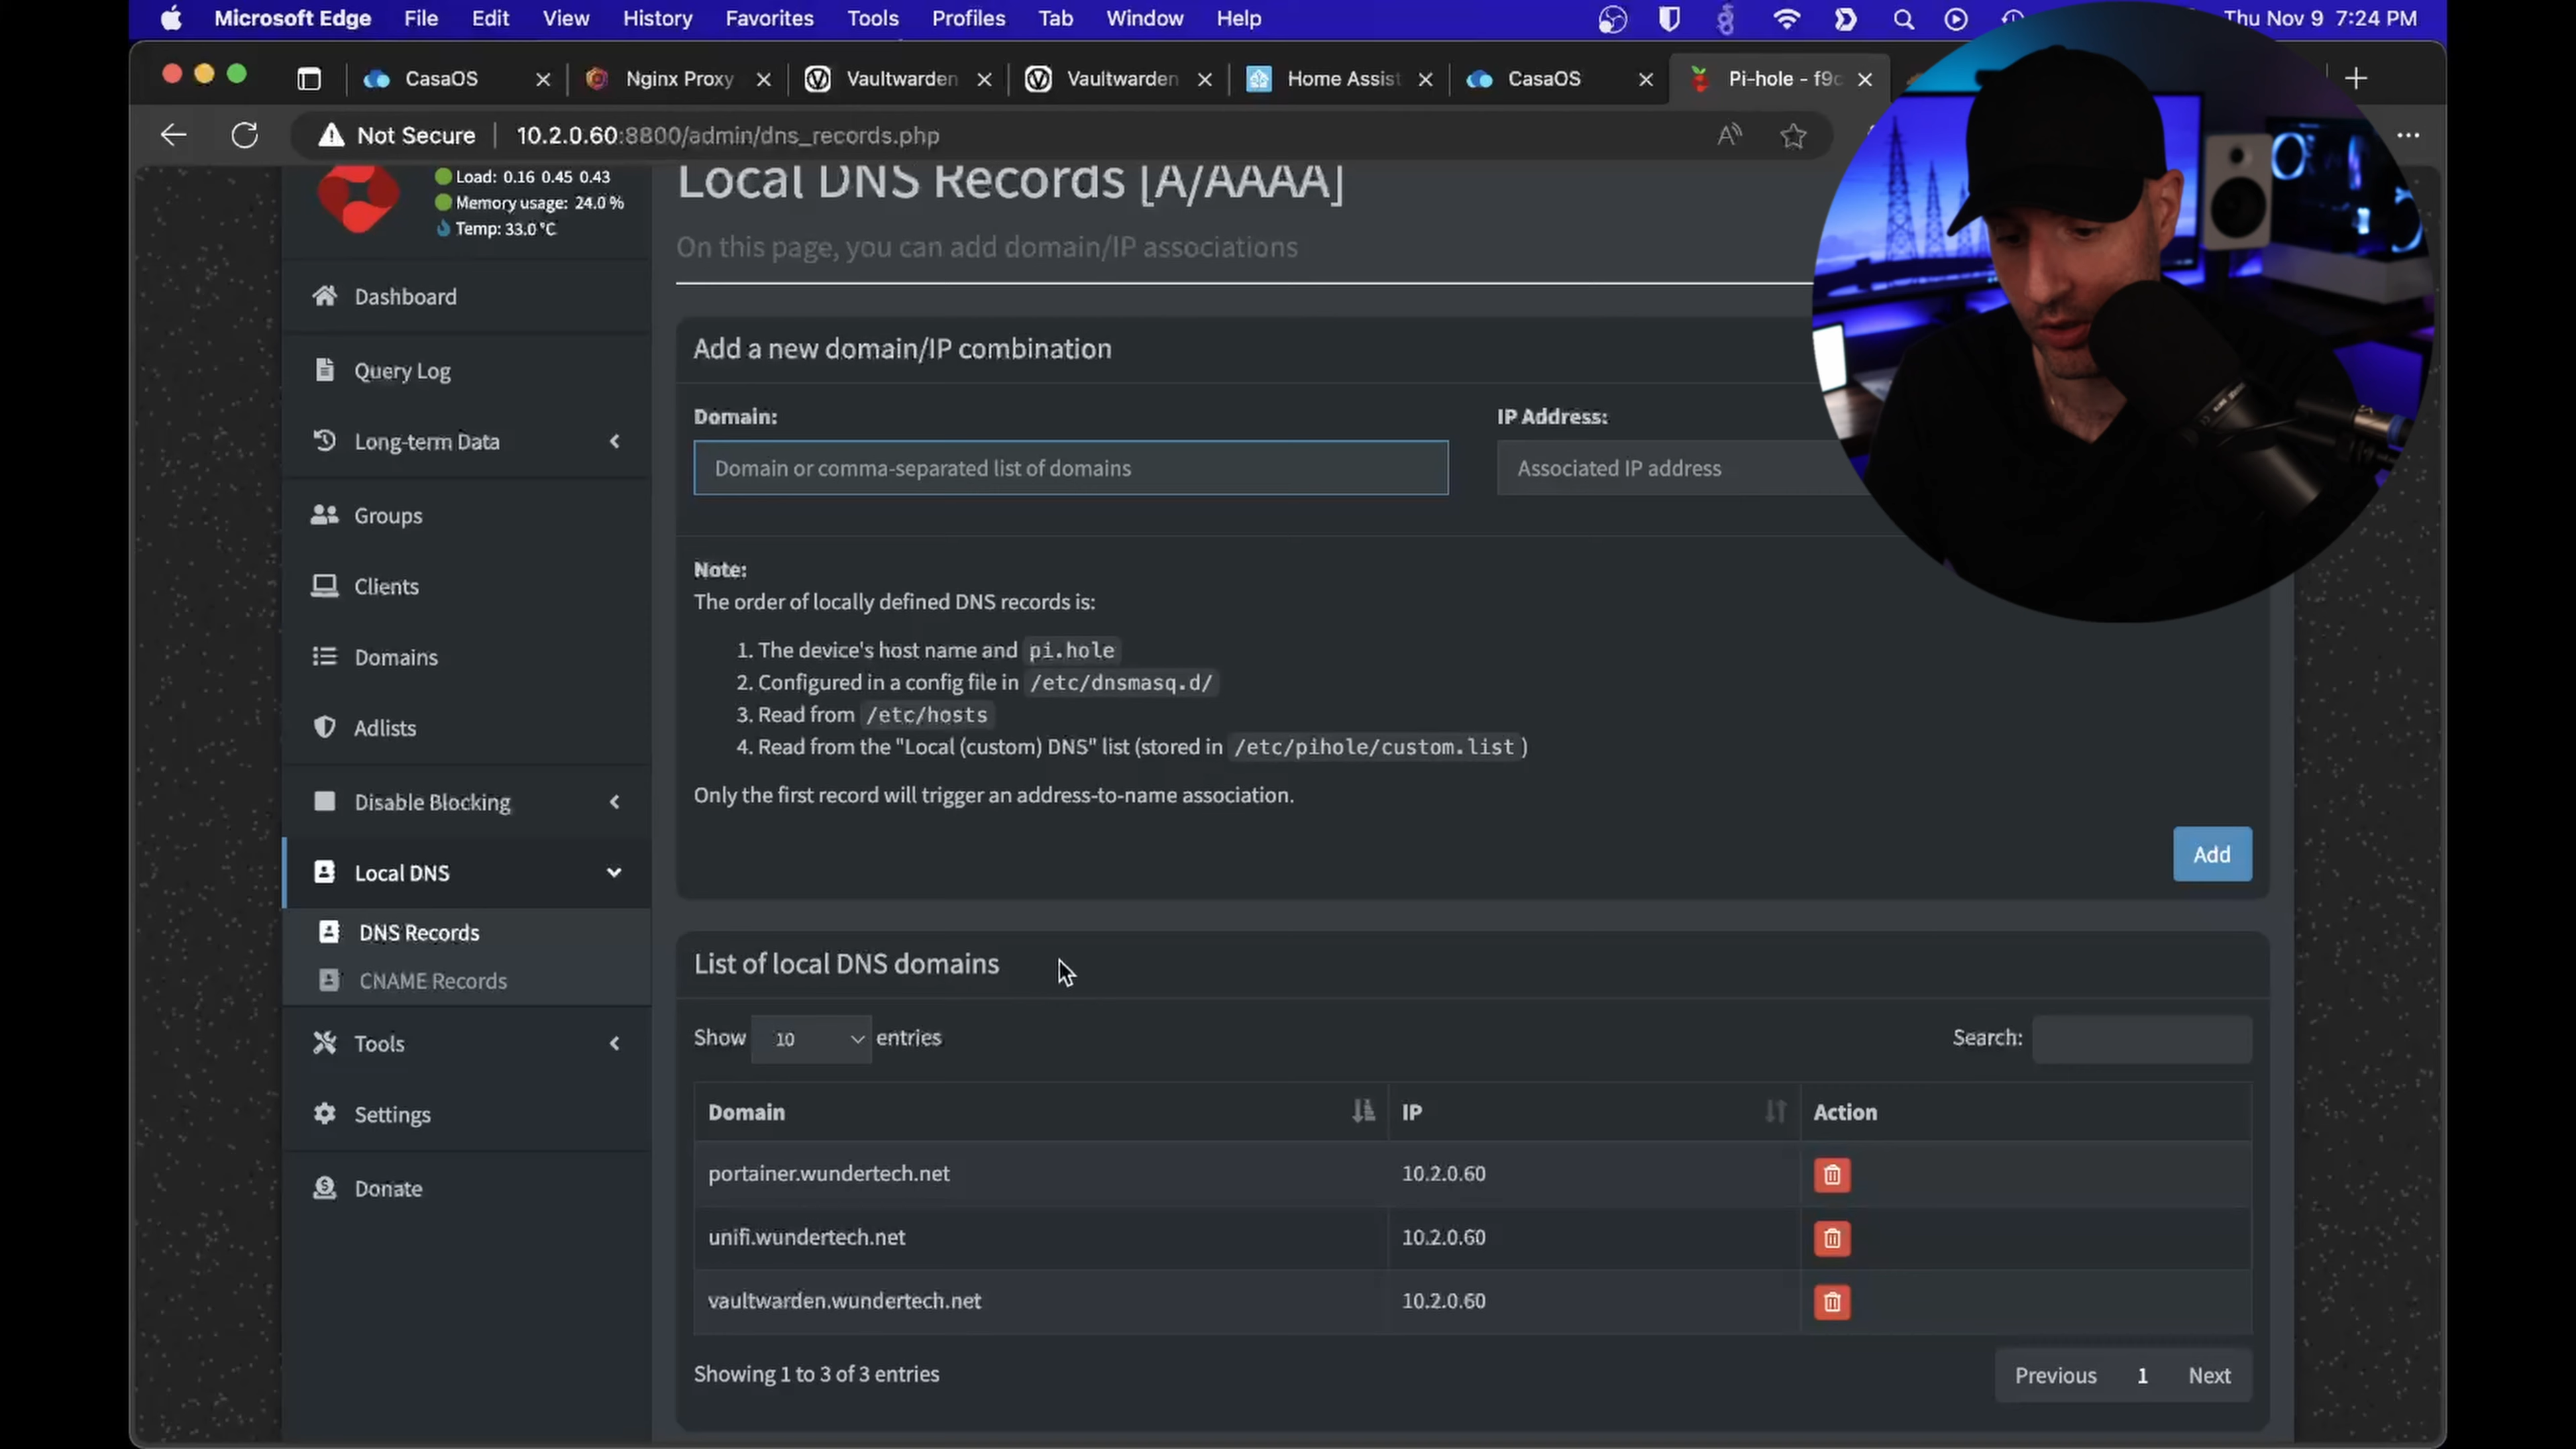 Microsoft Edge File Edit View History Favorites Tools Profiles Tab Window Help Thu Nov 9 7:24 PM
CasaOS Nginx Proxy Vaultwarden Vaultwarden Home Assist CasaOS Pi-hole - f9c
Not Secure 10.2.0.60:8800/admin/dns_records.php
Load: 0.16 0.45 0.43
Memory usage: 24.0 %
Temp: 33.0 °C
Dashboard
Query Log
Long-term Data
Groups
Clients
Domains
Adlists
Disable Blocking
Local DNS
DNS Records
CNAME Records
Tools
Settings
Donate
Local DNS Records [A/AAAA]
On this page, you can add domain/IP associations
Add a new domain/IP combination
Domain: IP Address:
Domain or comma-separated list of domains Associated IP address
Note:
The order of locally defined DNS records is:
1. The device's host name and pi.hole
2. Configured in a config file in /etc/dnsmasq.d/
3. Read from /etc/hosts
4. Read from the "Local (custom) DNS" list (stored in /etc/pihole/custom.list )
Only the first record will trigger an address-to-name association.
Add
List of local DNS domains
Show 10 entries Search:
Domain IP Action
portainer.wundertech.net 10.2.0.60
unifi.wundertech.net 10.2.0.60
vaultwarden.wundertech.net 10.2.0.60
Showing 1 to 3 of 3 entries
Previous 1 Next